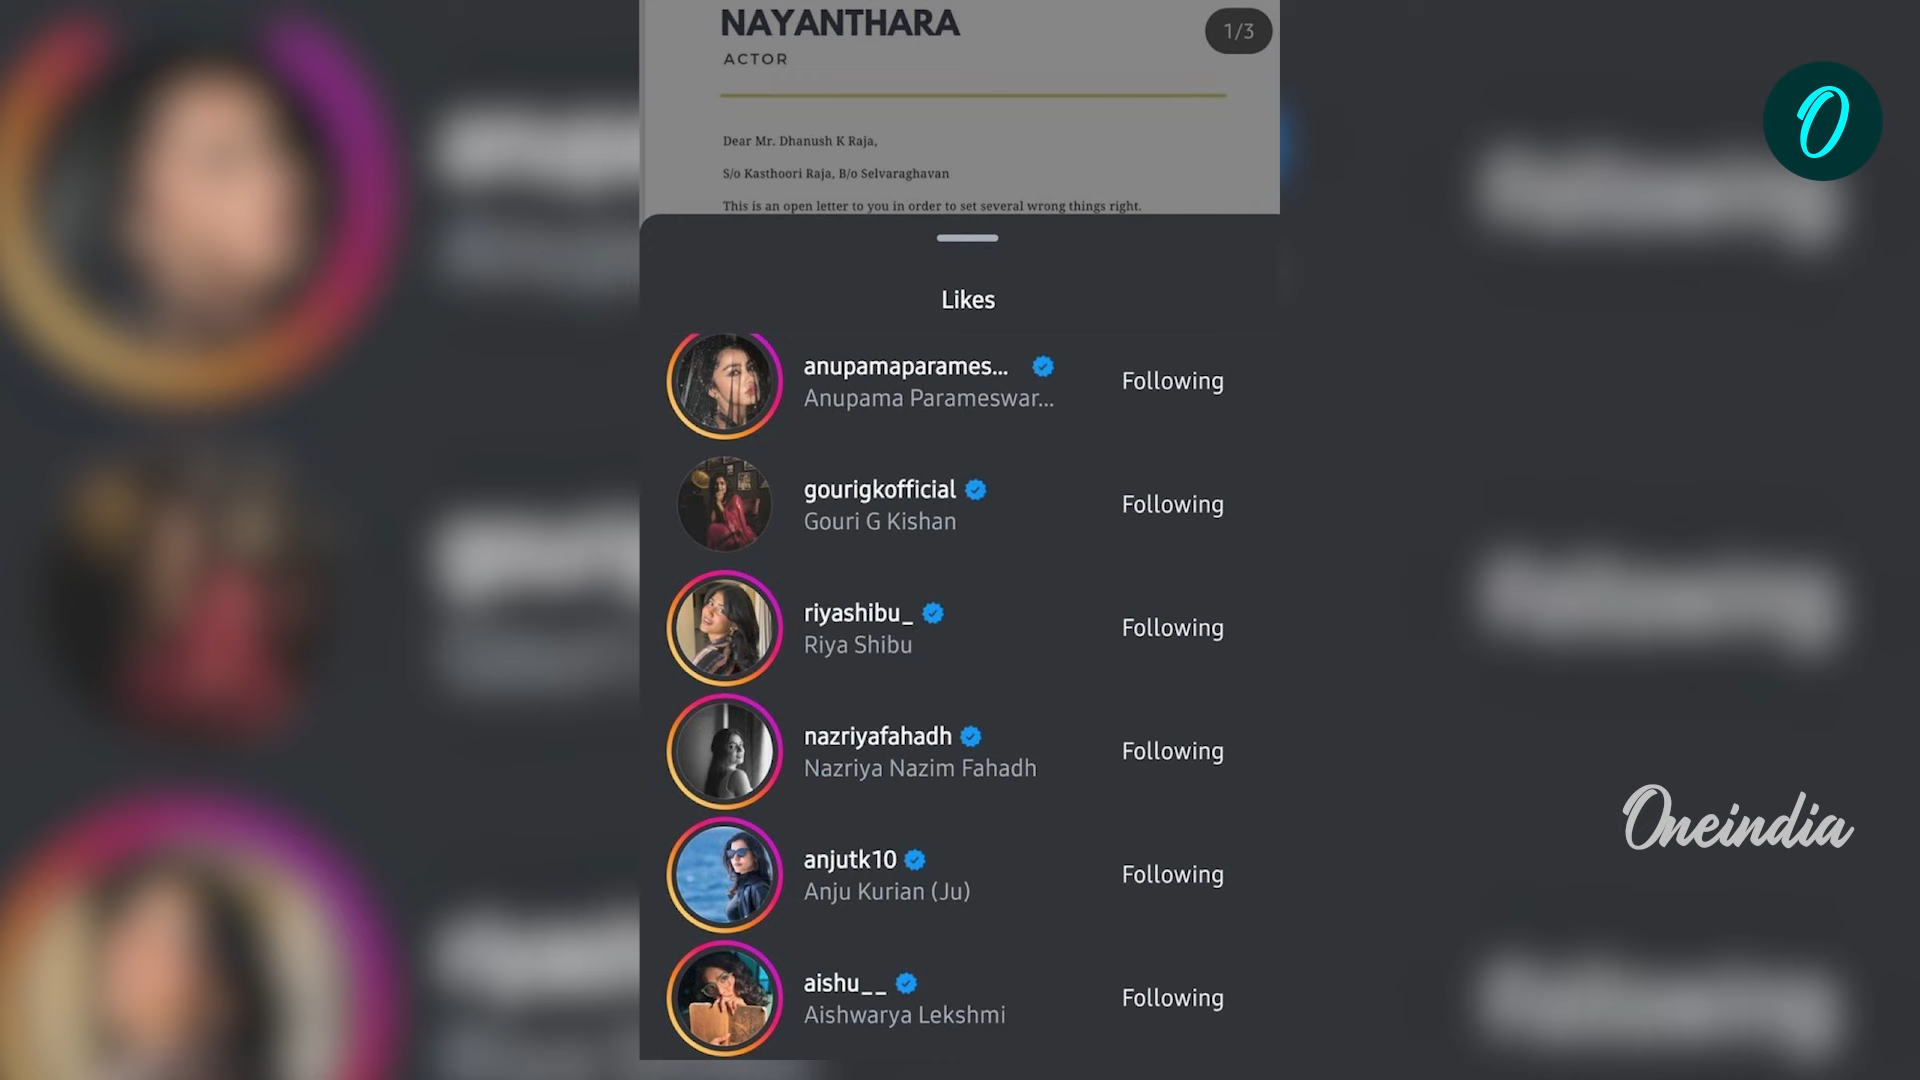 NAYANTHARA
1/3
ACTOR
Dear Mr. Dhanush K Raja,
S/o Kasthoori Raja, B/o Selvaraghavan
This is an open letter to you in order to set several wrong things right.
Likes
anupamaparames...
Anupama Parameswar...
Following
gourigkofficial
Gouri G Kishan
Following
riyashibu_
Riya Shibu
Following
nazriyafahadh
Nazriya Nazim Fahadh
Following
anjutk10
Anju Kurian (Ju)
Following
aishu__
Aishwarya Lekshmi
Following
O
Oneindia